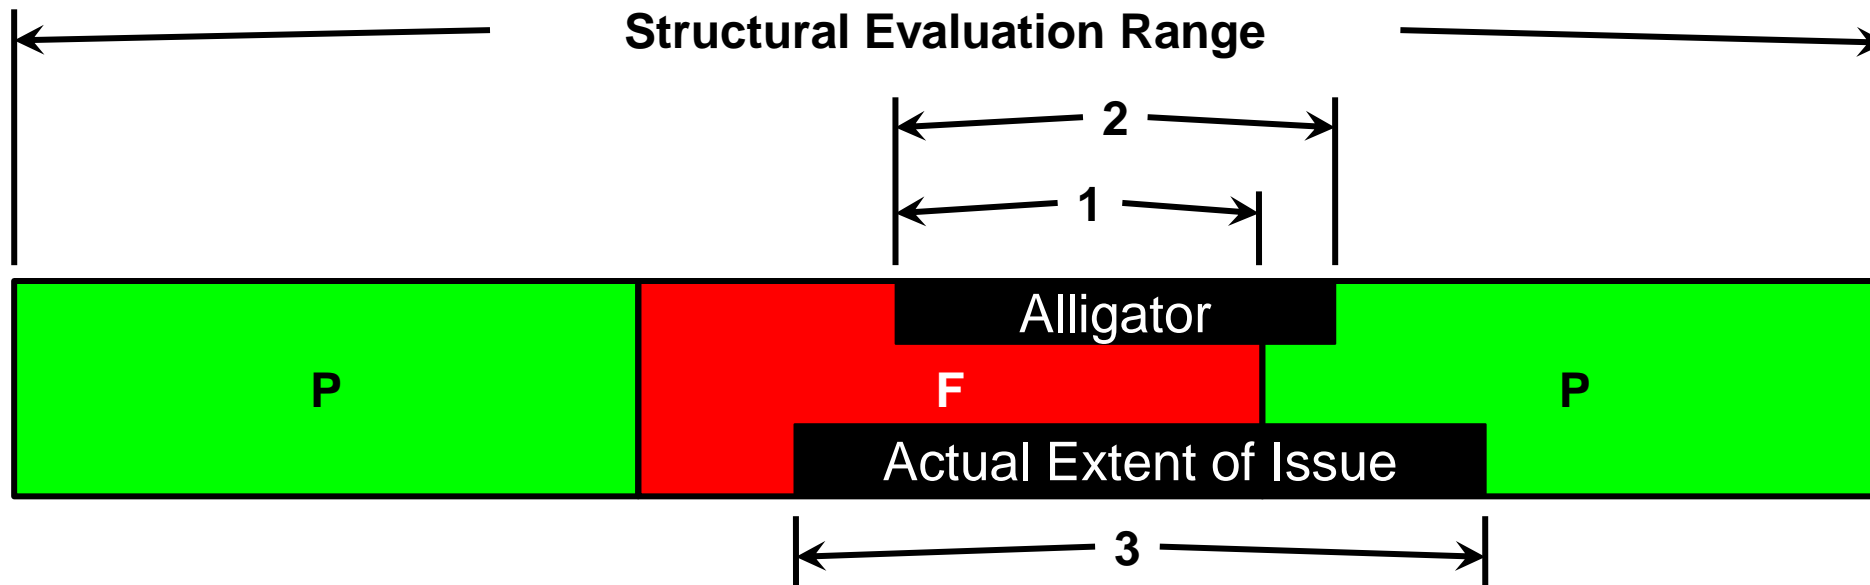 Structural Evaluation Range
2
1
Alligator
P
F
P
Actual Extent of Issue
3